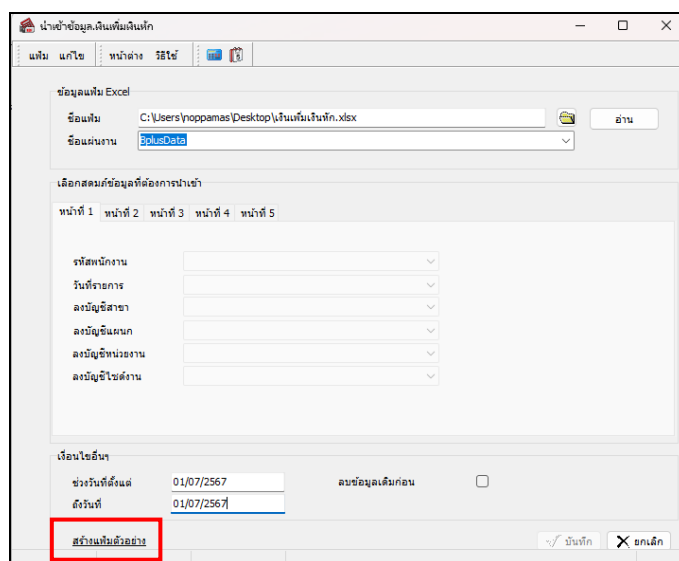 นำเข้าข้อมูล.เงินเพิ่มเงินหัก
แฟ้ม แก้ไข หน้าต่าง วิธีใช้
ข้อมูลแฟ้ม Excel
ชื่อแฟ้ม C:\Users\noppamas\Desktop\เงินเพิ่มเงินหัก.xlsx อ่าน
ชื่อแผ่นงาน BplusData
เลือกสดมภ์ข้อมูลที่ต้องการนำเข้า
หน้าที่ 1 หน้าที่ 2 หน้าที่ 3 หน้าที่ 4 หน้าที่ 5
รหัสพนักงาน
วันที่รายการ
ลงบัญชีสาขา
ลงบัญชีแผนก
ลงบัญชีหน่วยงาน
ลงบัญชีไซต์งาน
เงื่อนไขอื่นๆ
ช่วงวันที่ตั้งแต่ 01/07/2567 ลบข้อมูลเดิมก่อน
ถึงวันที่ 01/07/2567
สร้างแฟ้มตัวอย่าง บันทึก ยกเลิก